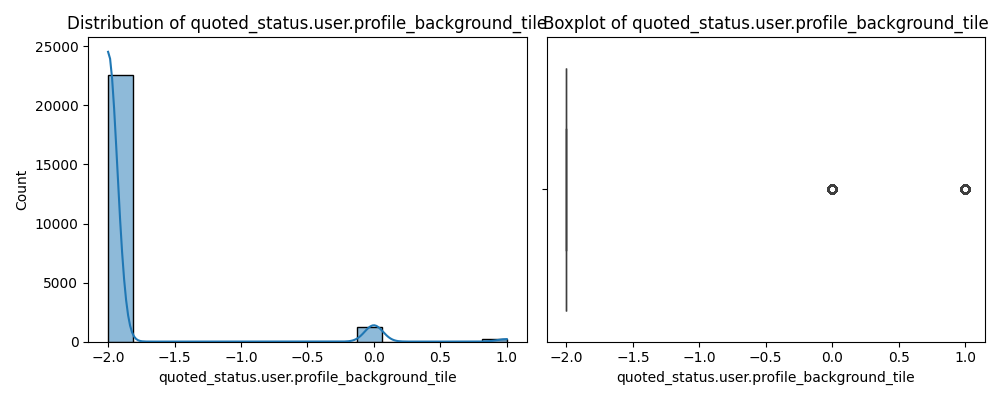 Distribution of quoted_status.user.profile_background_tile
Count
25000
20000
15000
10000
5000
0
−2.0 −1.5 −1.0 −0.5 0.0 0.5 1.0
quoted_status.user.profile_background_tile
Boxplot of quoted_status.user.profile_background_tile
−2.0 −1.5 −1.0 −0.5 0.0 0.5 1.0
quoted_status.user.profile_background_tile